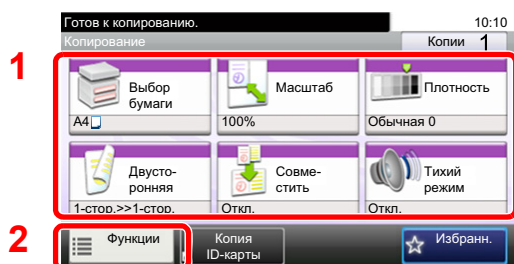 Готов к копированию.
10:10
Копирование
Копии 1
1
Выбор
бумаги
Масштаб
Плотность
A4
100%
Обычная 0
Двусто-
ронняя
Совме-
стить
Тихий
режим
1-стор.>>1-стор.
Откл.
Откл.
2
Функции
Копия
ID-карты
Избранн.